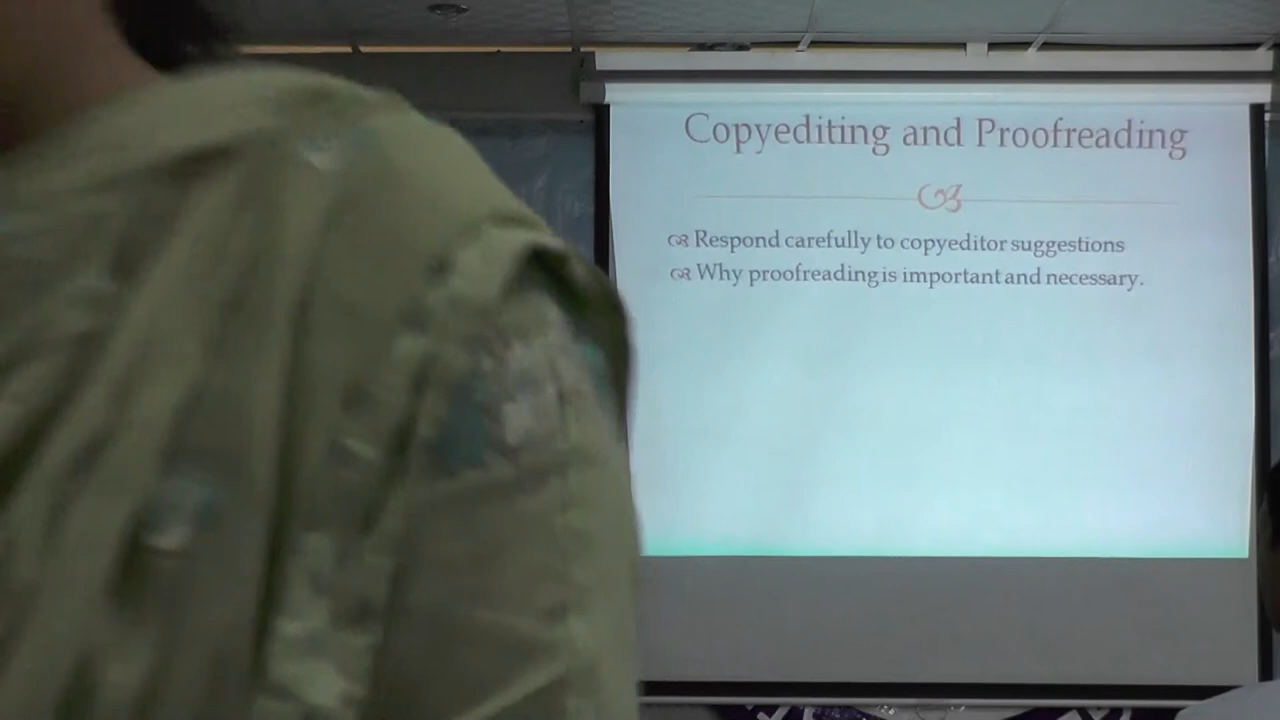 Copyediting and Proofreading
Respond carefully to copyeditor suggestions
Why proofreading is important and necessary.